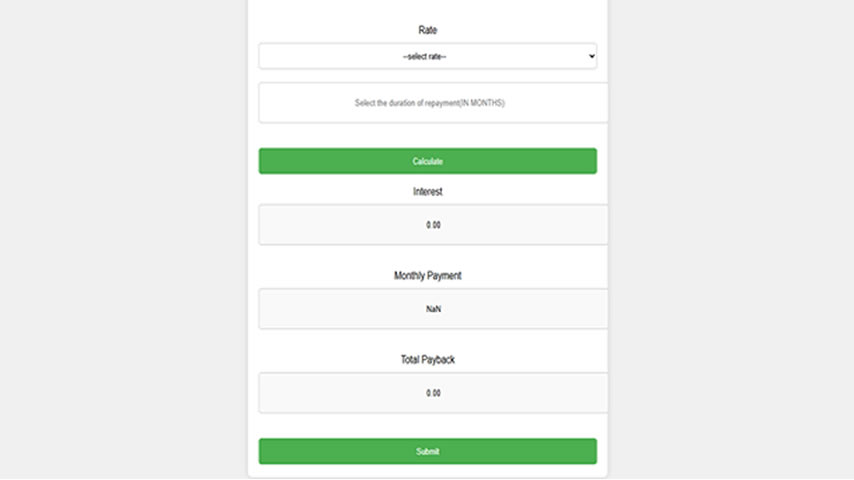 Rate
--select rate--
Select the duration of repayment(IN MONTHS)
Calculate
Interest
0.00
Monthly Payment
NaN
Total Payback
0.00
Submit